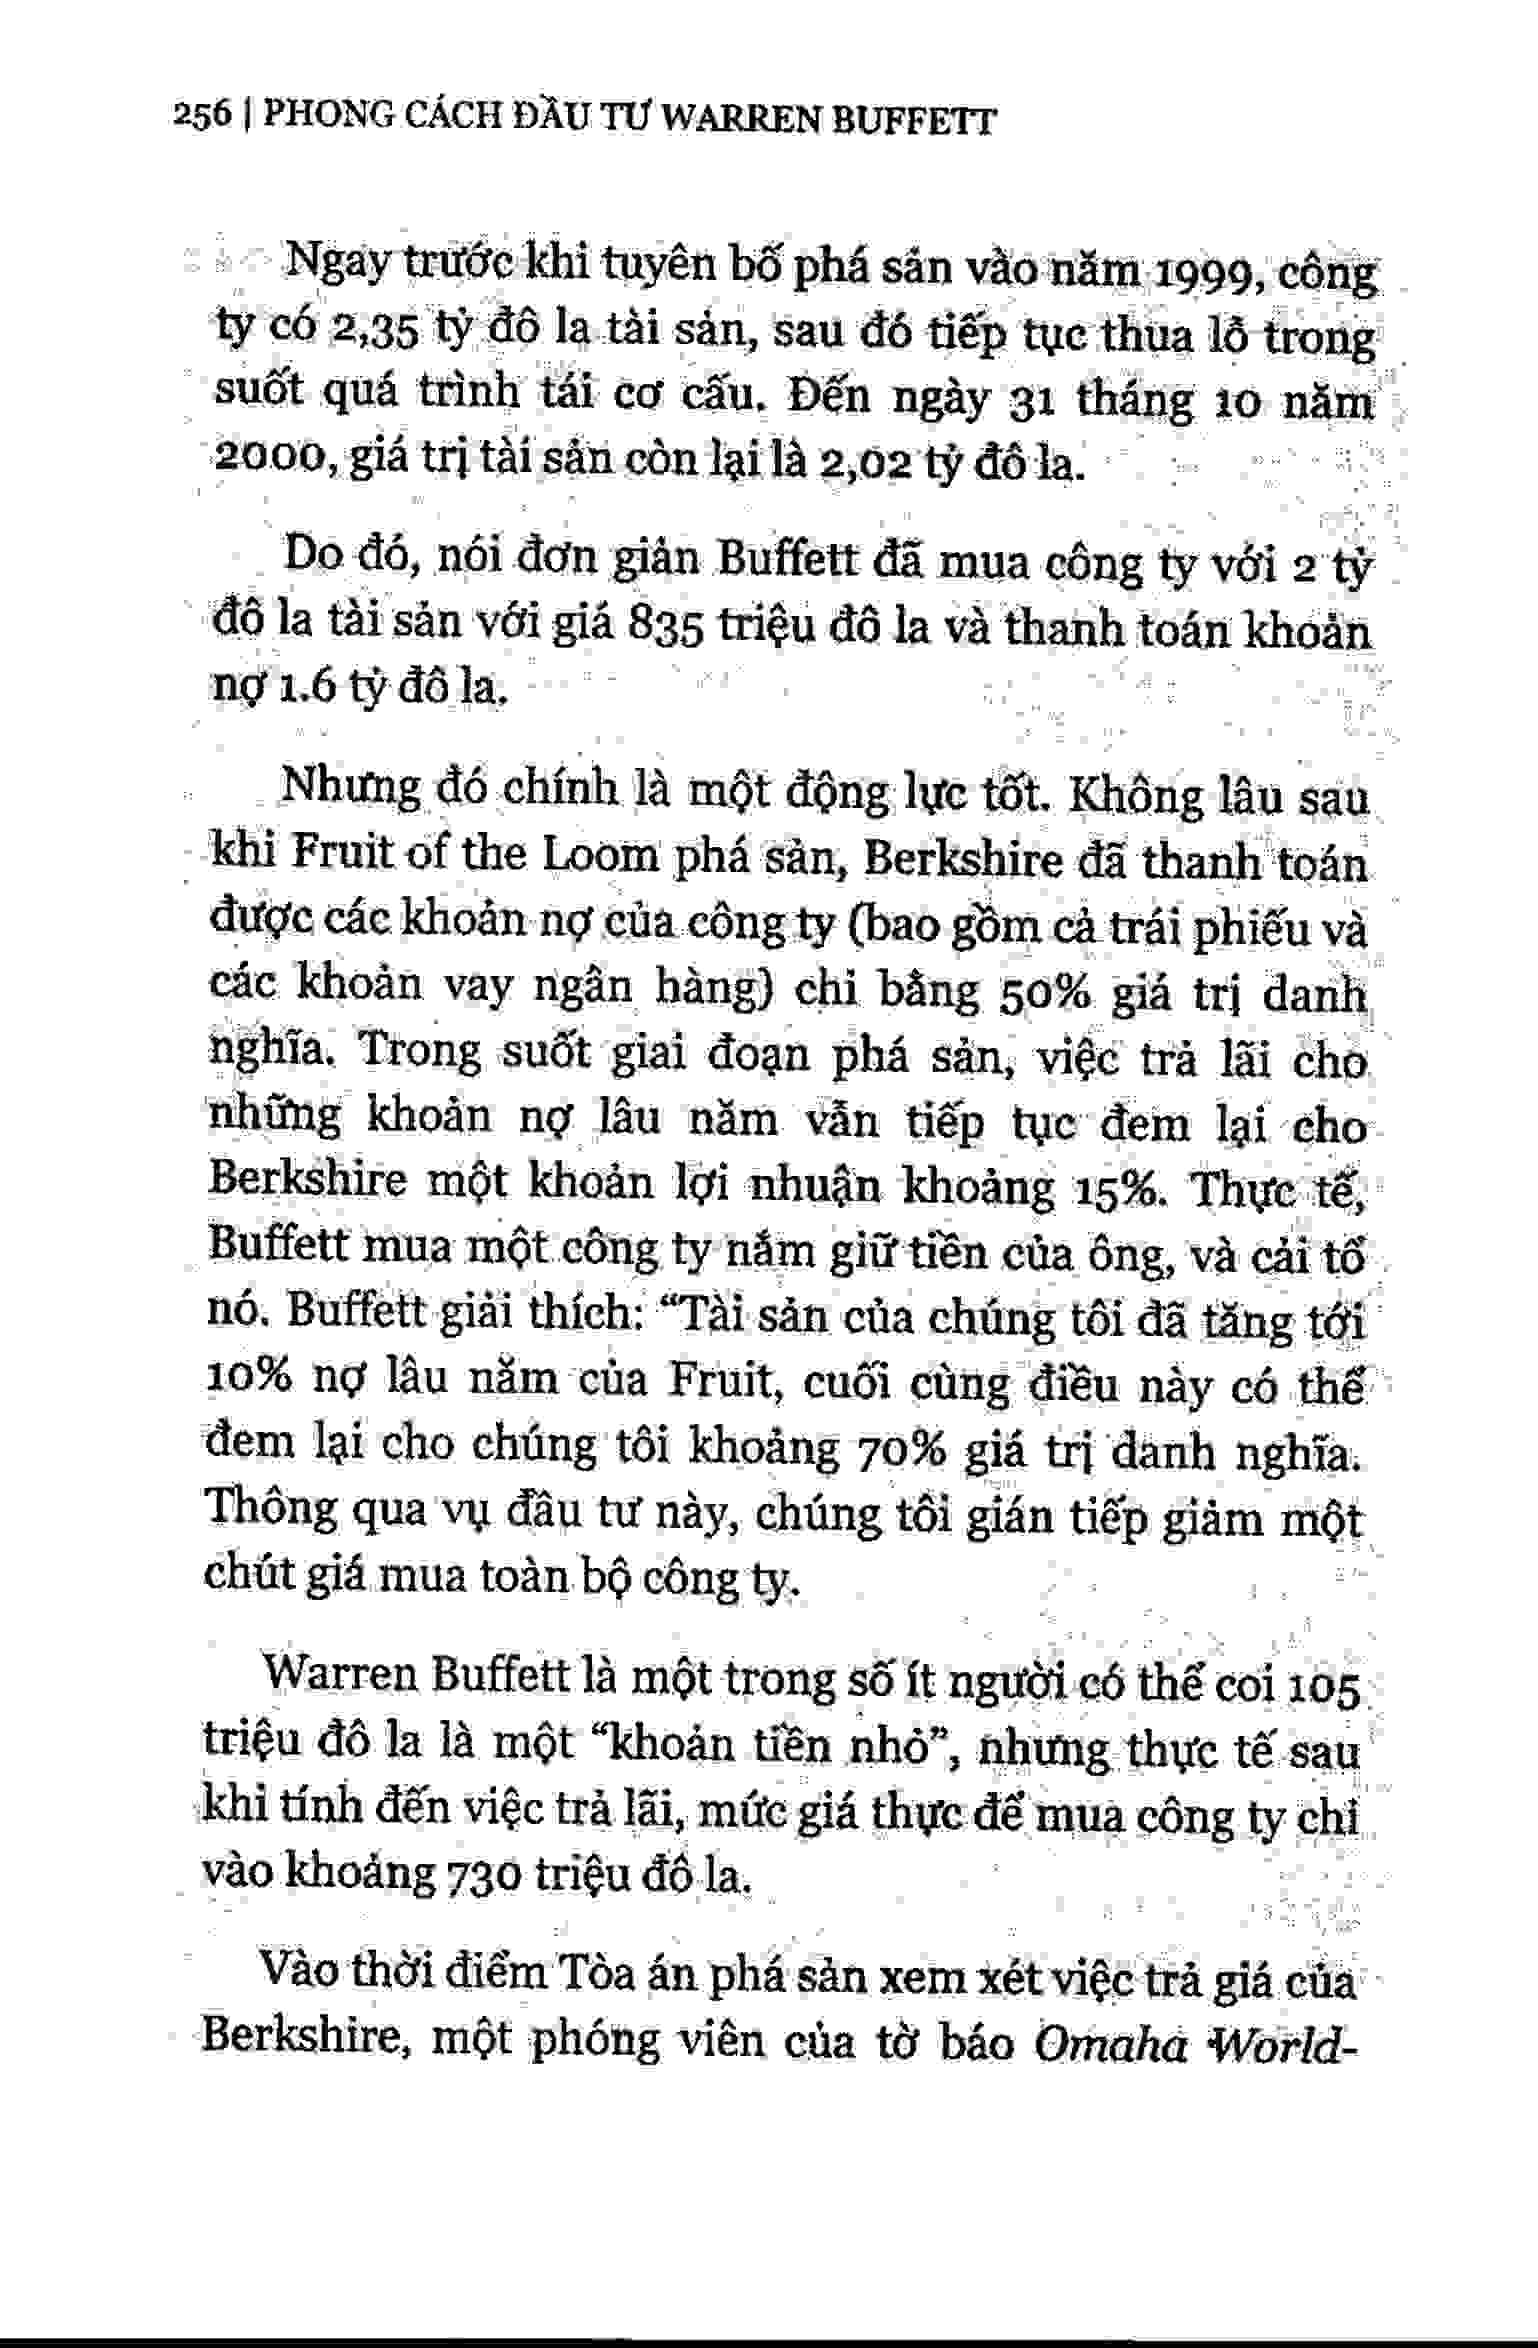 256 | PHONG CÁCH ĐẦU TƯ WARREN BUFFETT
Ngay trước khi tuyên bố phá sản vào năm 1999, công
ty có 2,35 tỷ đô la tài sản, sau đó tiếp tục thua lỗ trong
suốt quá trình tái cơ cấu. Đến ngày 31 tháng 10 năm
2000, giá trị tài sản còn lại là 2,02 tỷ đô la.
Do đó, nói đơn giản Buffett đã mua công ty với 2 tỷ
đô la tài sản với giá 835 triệu đô la và thanh toán khoản
nợ 1.6 tỷ đô la.
Nhưng đó chính là một động lực tốt. Không lâu sau
khi Fruit of the Loom phá sản, Berkshire đã thanh toán
được các khoản nợ của công ty (bao gồm cả trái phiếu và
các khoản vay ngân hàng) chỉ bằng 50% giá trị danh
nghĩa. Trong suốt giai đoạn phá sản, việc trả lãi cho
những khoản nợ lâu năm vẫn tiếp tục đem lại cho
Berkshire một khoản lợi nhuận khoảng 15%. Thực tế,
Buffett mua một công ty nắm giữ tiền của ông, và cải tổ
nó. Buffett giải thích: “Tài sản của chúng tôi đã tăng tới
10% nợ lâu năm của Fruit, cuối cùng điều này có thể
đem lại cho chúng tôi khoảng 70% giá trị danh nghĩa.
Thông qua vụ đầu tư này, chúng tôi gián tiếp giảm một
chút giá mua toàn bộ công ty.
Warren Buffett là một trong số ít người có thể coi 105
triệu đô la là một “khoản tiền nhỏ”, nhưng thực tế sau
khi tính đến việc trả lãi, mức giá thực để mua công ty chỉ
vào khoảng 730 triệu đô la.
Vào thời điểm Tòa án phá sản xem xét việc trả giá của
Berkshire, một phóng viên của tờ báo Omaha World-